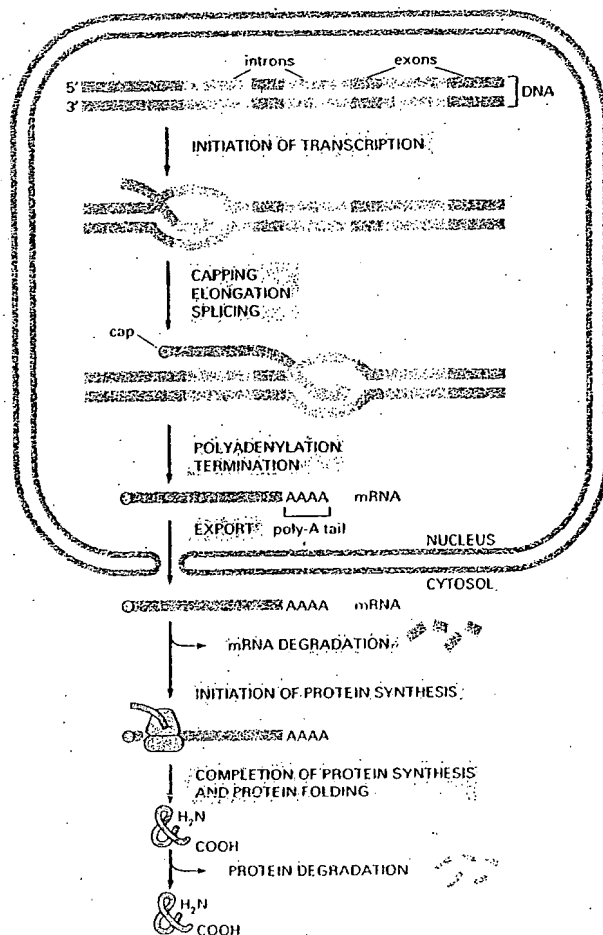 introns exons
5'
3'
DNA
INITIATION OF TRANSCRIPTION
CAPPING
ELONGATION
SPLICING
cap
POLYADENYLATION
TERMINATION
AAAA mRNA
EXPORT poly-A tail
NUCLEUS
CYTOSOL
AAAA mRNA
mRNA DEGRADATION
INITIATION OF PROTEIN SYNTHESIS
AAAA
COMPLETION OF PROTEIN SYNTHESIS
AND PROTEIN FOLDING
H2N
COOH
PROTEIN DEGRADATION
H2N
COOH